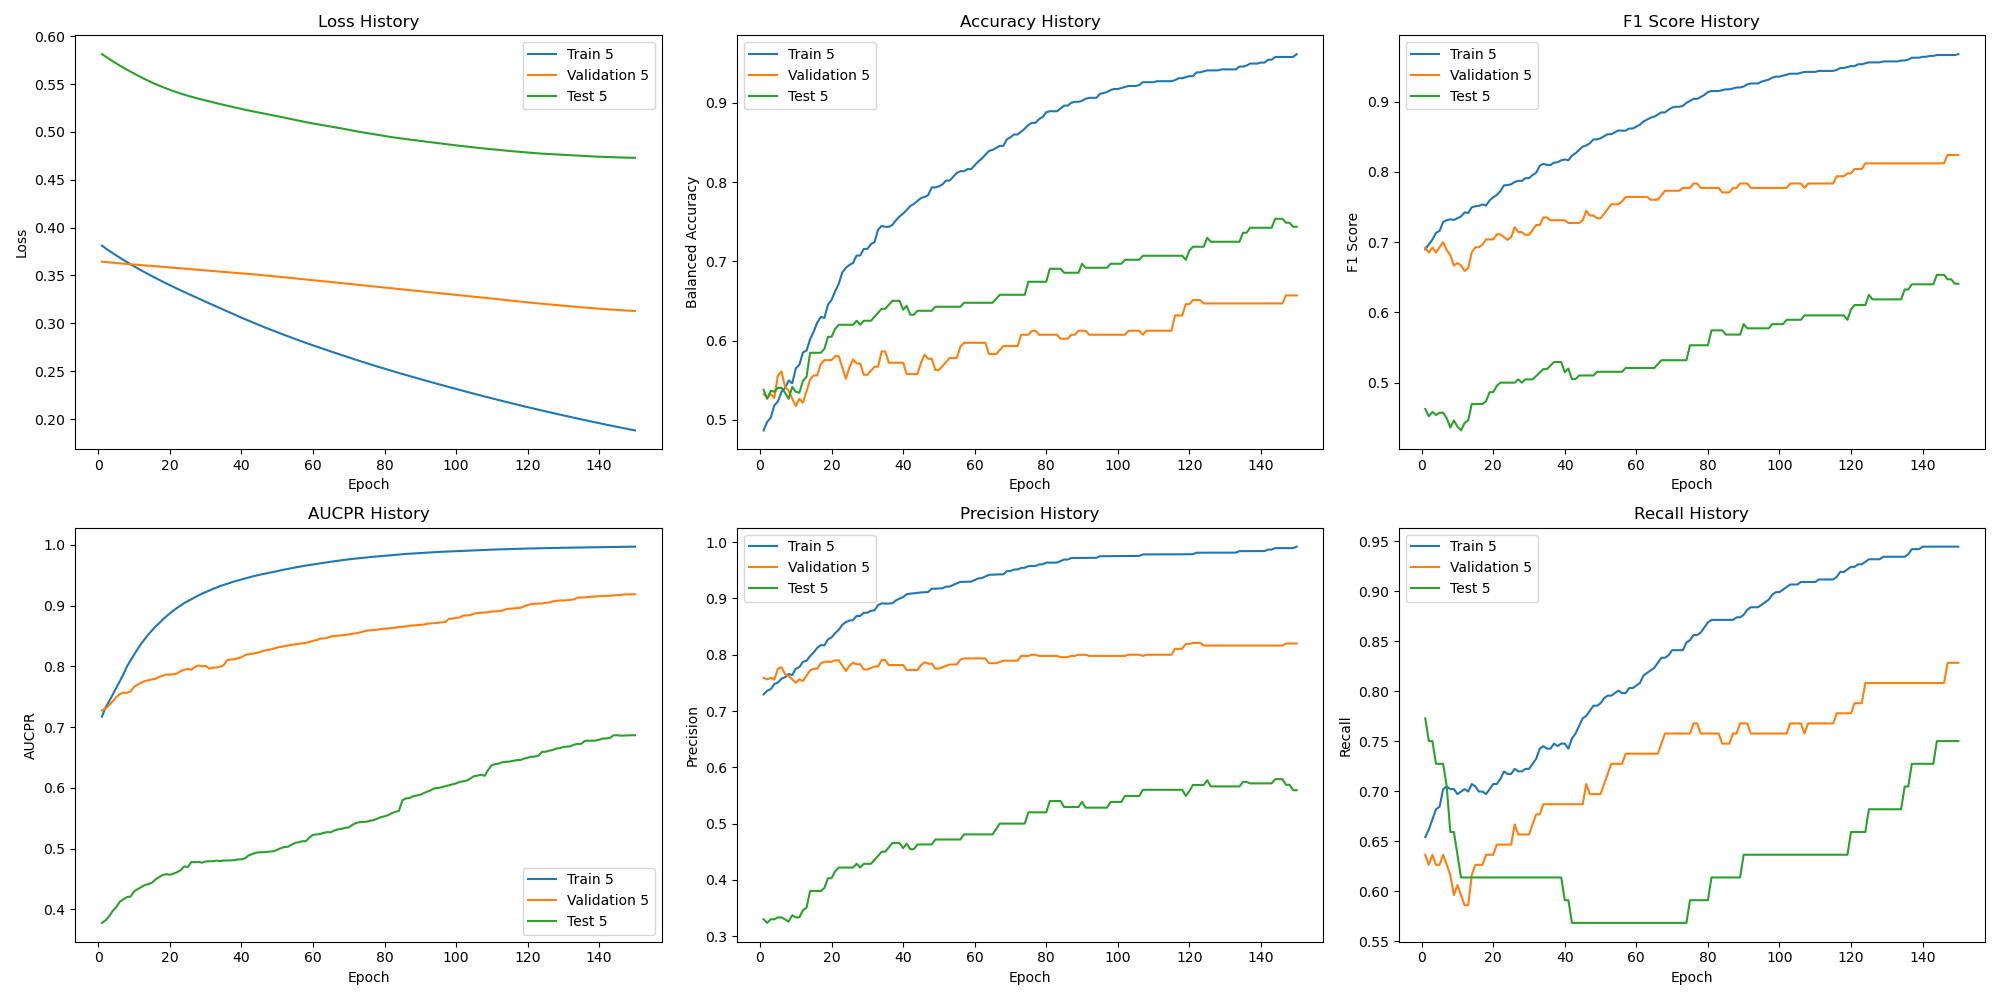 Loss History
Loss
0.60
0.55
0.50
0.45
0.40
0.35
0.30
0.25
0.20
Train 5
Validation 5
Test 5
0 20 40 60 80 100 120 140
Epoch
Accuracy History
Balanced Accuracy
0.9
0.8
0.7
0.6
0.5
Train 5
Validation 5
Test 5
0 20 40 60 80 100 120 140
Epoch
F1 Score History
F1 Score
0.9
0.8
0.7
0.6
0.5
Train 5
Validation 5
Test 5
0 20 40 60 80 100 120 140
Epoch
AUCPR History
AUCPR
1.0
0.9
0.8
0.7
0.6
0.5
0.4
Train 5
Validation 5
Test 5
0 20 40 60 80 100 120 140
Epoch
Precision History
Precision
1.0
0.9
0.8
0.7
0.6
0.5
0.4
0.3
Train 5
Validation 5
Test 5
0 20 40 60 80 100 120 140
Epoch
Recall History
Recall
0.95
0.90
0.85
0.80
0.75
0.70
0.65
0.60
0.55
Train 5
Validation 5
Test 5
0 20 40 60 80 100 120 140
Epoch